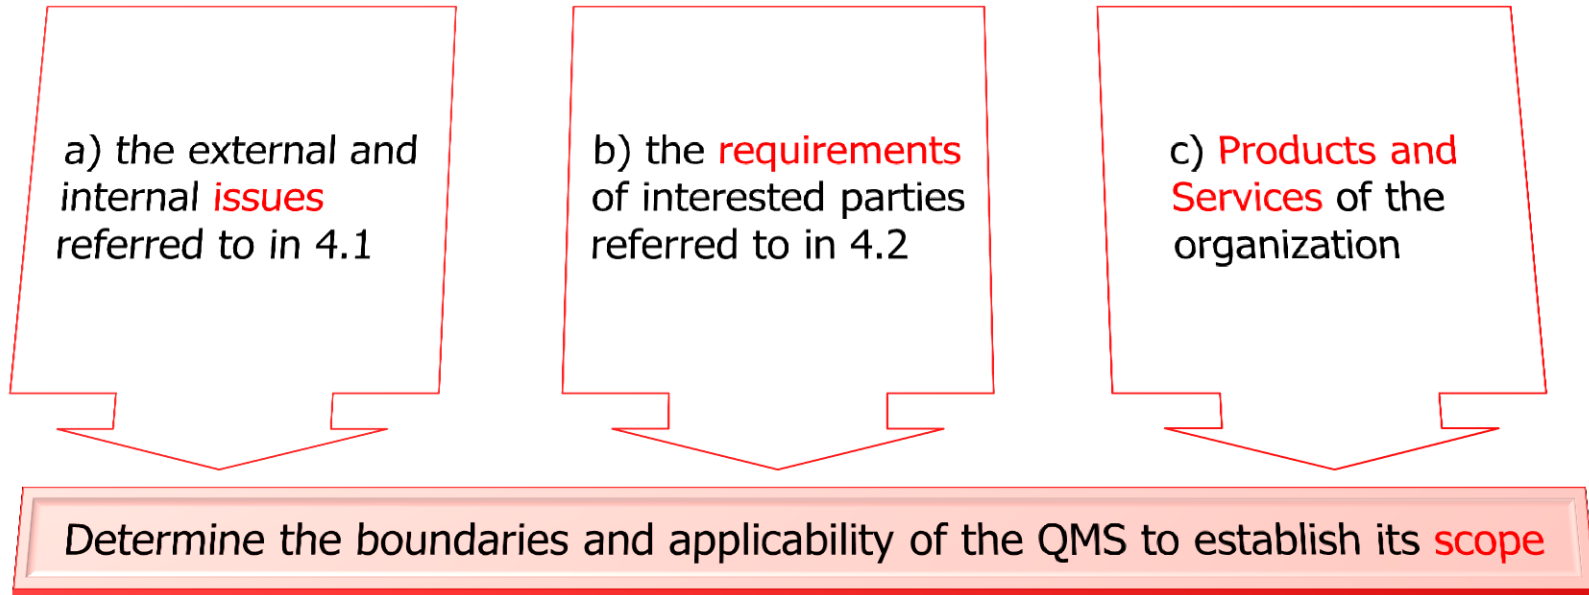 a) the external and
internal issues
referred to in 4.1
b) the requirements
of interested parties
referred to in 4.2
c) Products and
Services of the
organization
Determine the boundaries and applicability of the QMS to establish its scope